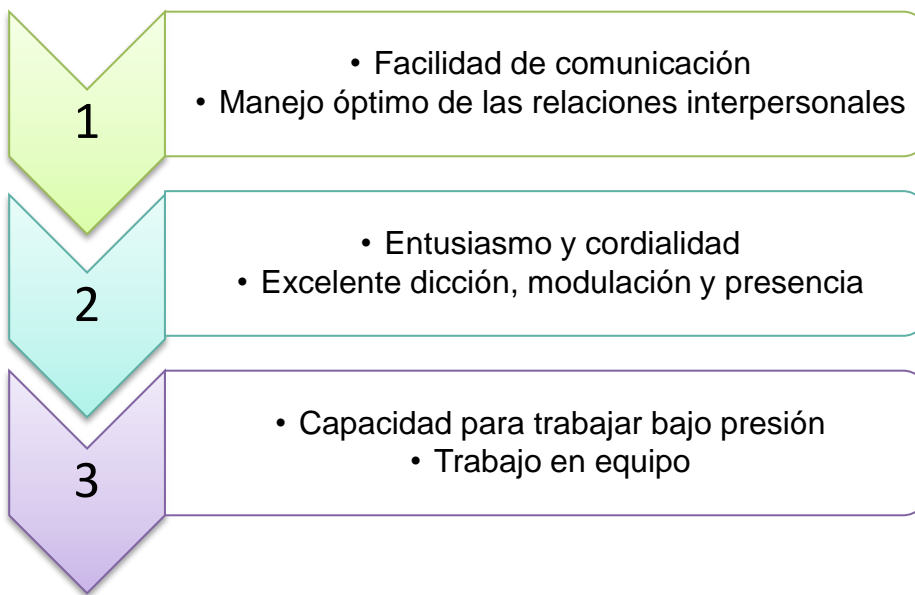 1
• Facilidad de comunicación
• Manejo óptimo de las relaciones interpersonales
2
• Entusiasmo y cordialidad
• Excelente dicción, modulación y presencia
3
• Capacidad para trabajar bajo presión
• Trabajo en equipo